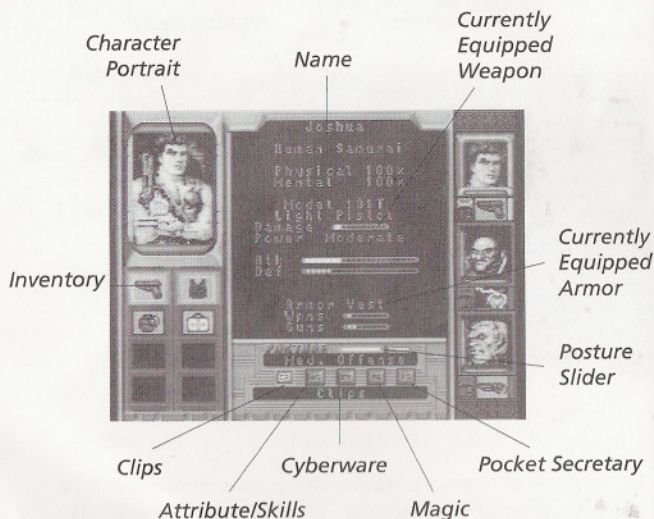 Character
Portrait
Name
Currently
Equipped
Weapon
Joshua
Human Samurai
Physical 100%
Mental 100%
Model 101T
Light Pistol
Damage
Power Moderate
Atk
Def
Inventory
Currently
Equipped
Armor
Armor Vest
Wpns.
Guns
POSTURE
Med. Offense
Posture
Slider
Clips
Clips
Cyberware
Pocket Secretary
Attribute/Skills
Magic